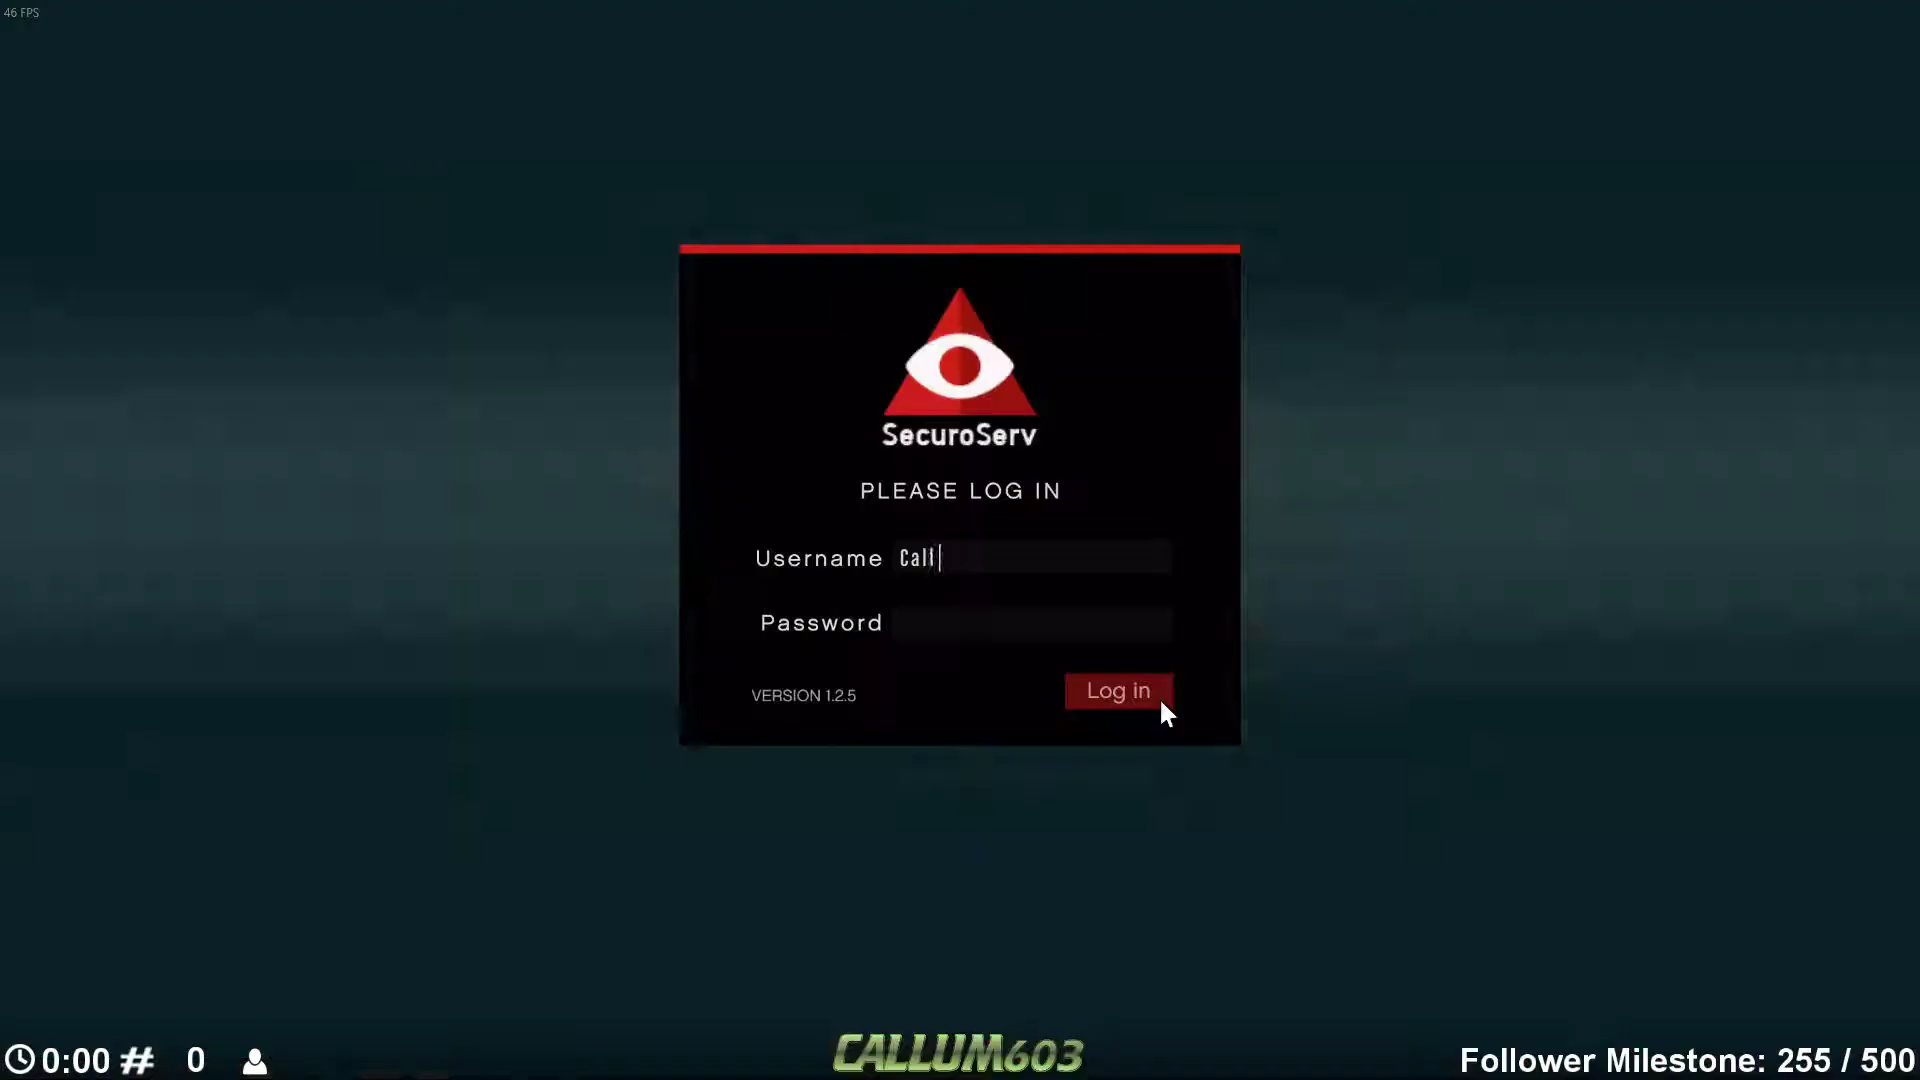 46 FPS
SecuroServ
PLEASE LOG IN
Username Call
Password
VERSION 1.2.5
Log in
0:00 # 0
CALLUM603
Follower Milestone: 255 / 500